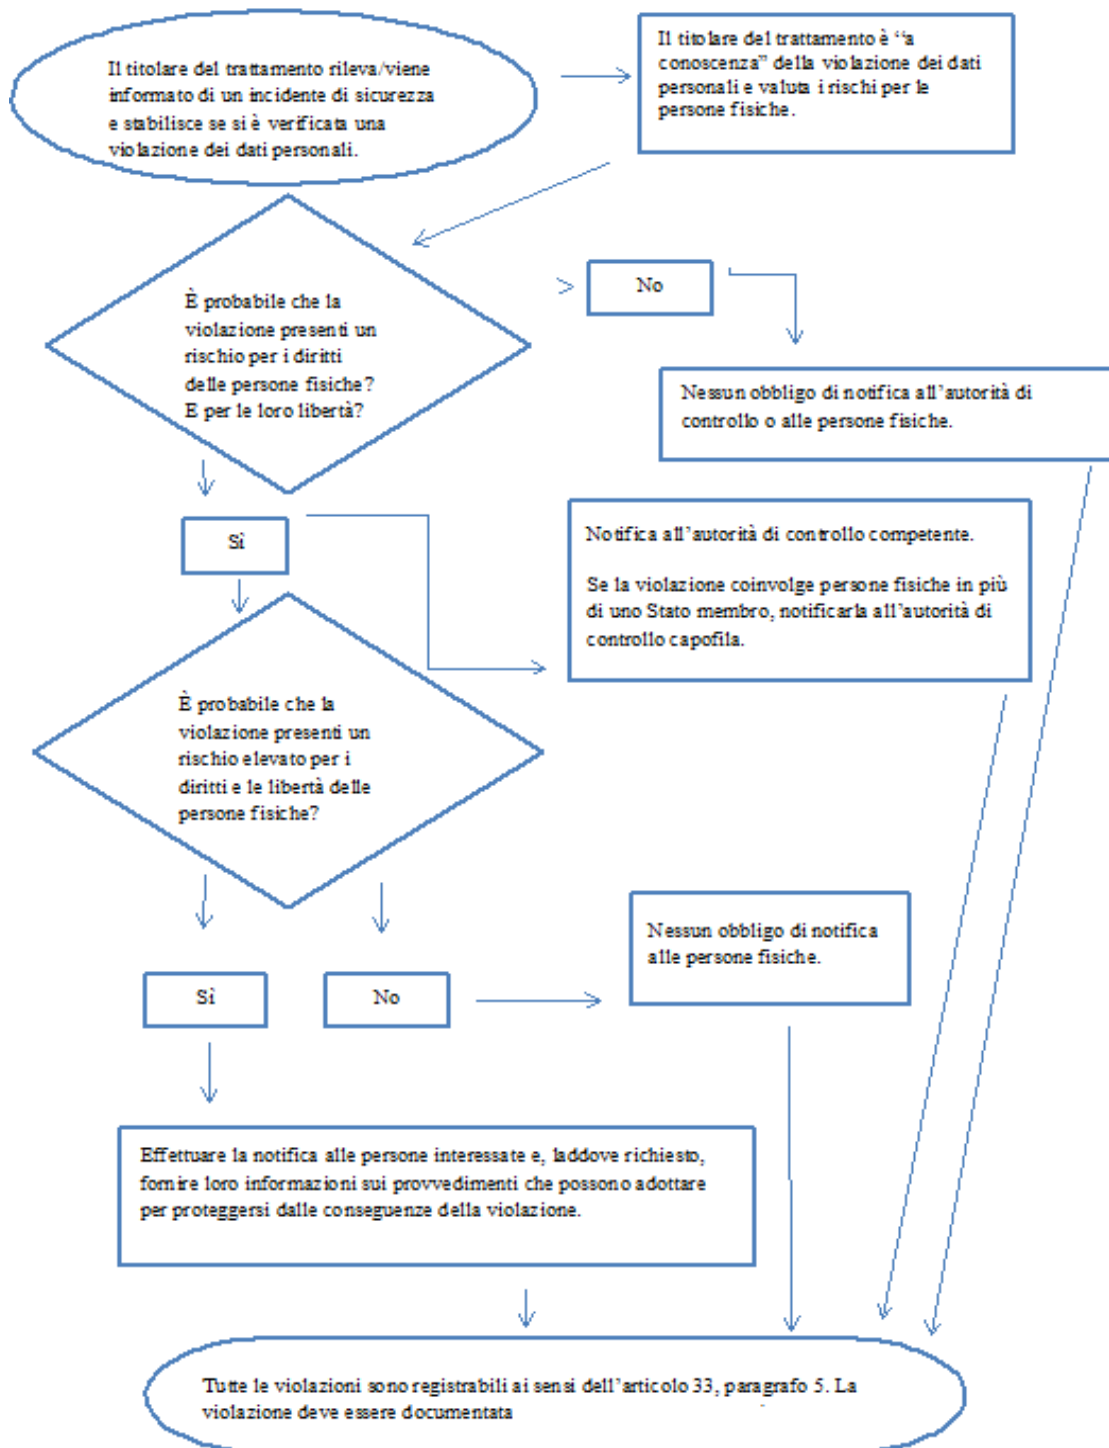 Il titolare del trattamento rileva/viene
informato di un incidente di sicurezza
e stabilisce se si è verificata una
violazione dei dati personali.
Il titolare del trattamento è “a
conoscenza” della violazione dei dati
personali e valuta i rischi per le
persone fisiche.
È probabile che la
violazione presenti un
rischio per i diritti
delle persone fisiche?
E per le loro libertà?
No
Nessun obbligo di notifica all’autorità di
controllo o alle persone fisiche.
Sì
Notifica all’autorità di controllo competente.
Se la violazione coinvolge persone fisiche in più
di uno Stato membro, notificarla all’autorità di
controllo capofila.
È probabile che la
violazione presenti un
rischio elevato per i
diritti e le libertà delle
persone fisiche?
Sì
No
Nessun obbligo di notifica
alle persone fisiche.
Effettuare la notifica alle persone interessate e, laddove richiesto,
fornire loro informazioni sui provvedimenti che possono adottare
per proteggersi dalle conseguenze della violazione.
Tutte le violazioni sono registrabili ai sensi dell’articolo 33, paragrafo 5. La
violazione deve essere documentata